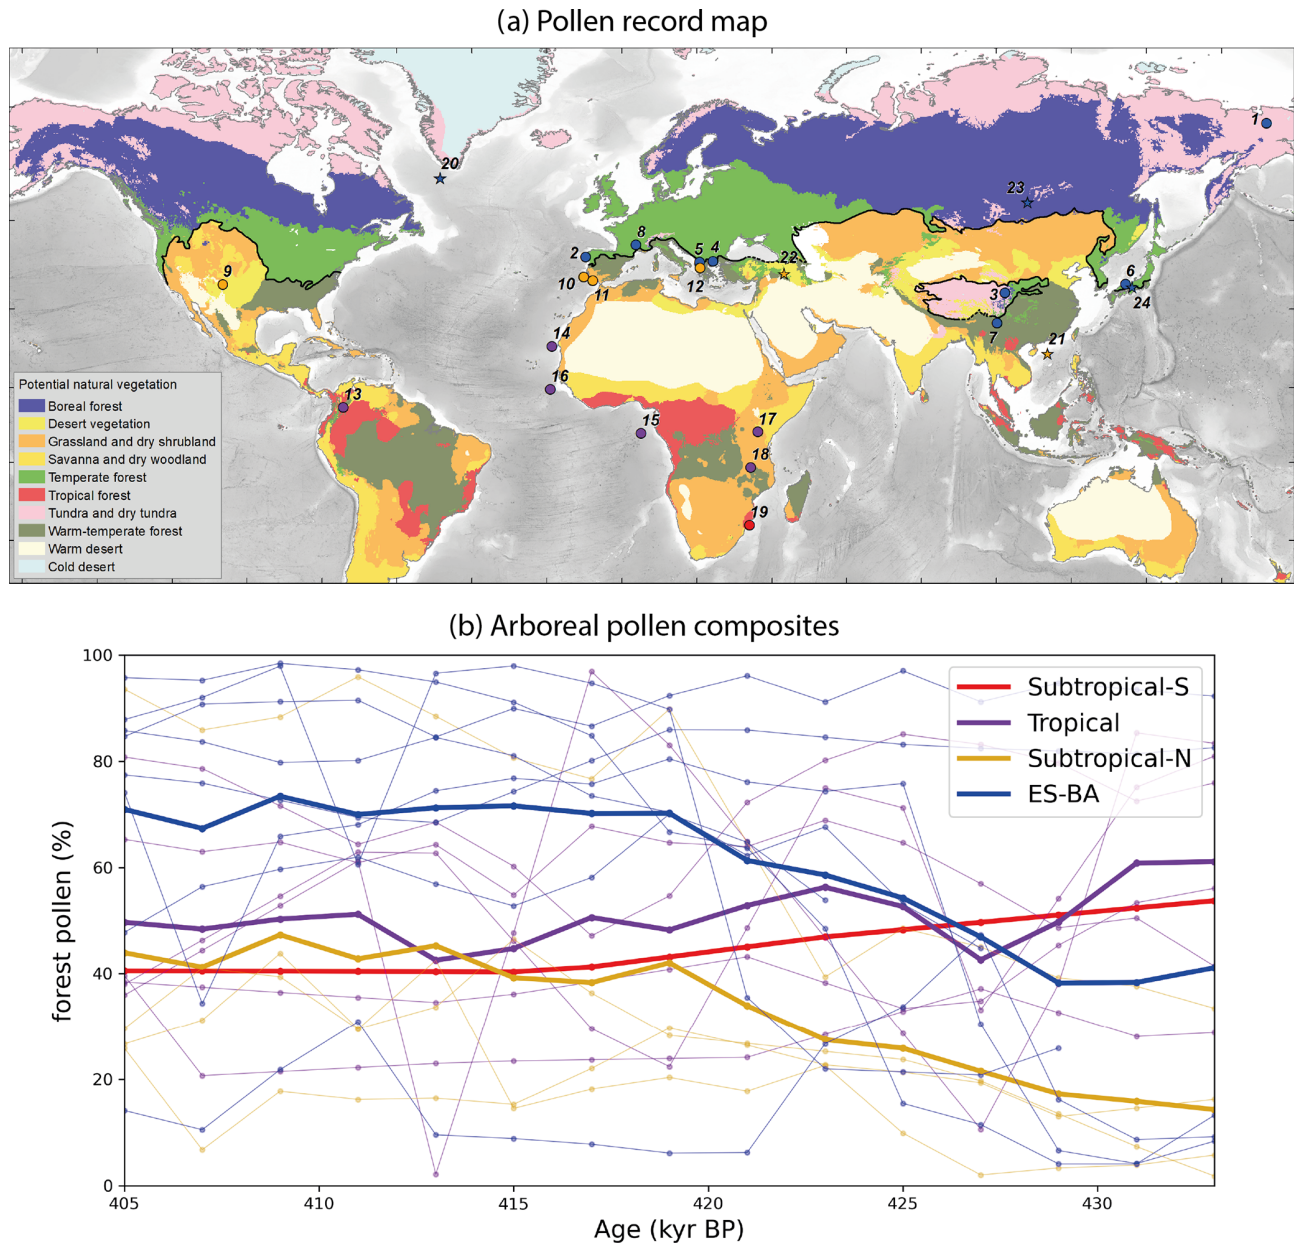 (a) Pollen record map
1
20
23
8
2
5
4
22
9
10
12
11
3
6
24
7
21
14
16
13
15
17
18
19
Potential natural vegetation
Boreal forest
Desert vegetation
Grassland and dry shrubland
Savanna and dry woodland
Temperate forest
Tropical forest
Tundra and dry tundra
Warm-temperate forest
Warm desert
Cold desert
(b) Arboreal pollen composites
100
80
60
40
20
0
forest pollen (%)
Subtropical-S
Tropical
Subtropical-N
ES-BA
405
410
415
420
425
430
Age (kyr BP)